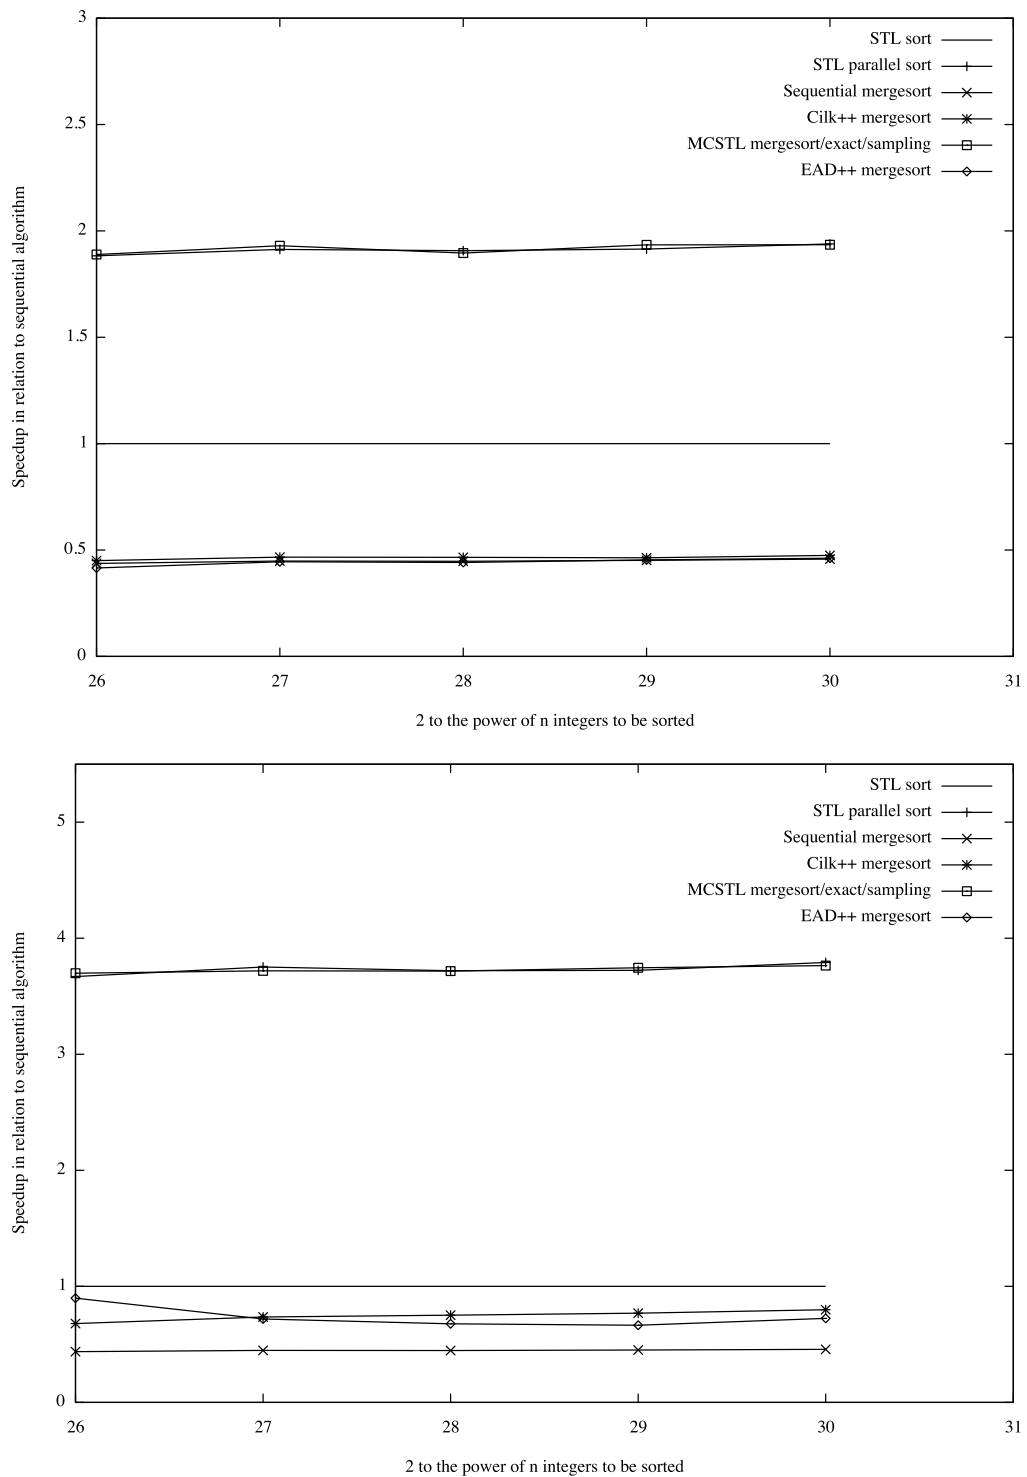 3
2.5
2
1.5
1
0.5
0
STL sort
STL parallel sort
Sequential mergesort
Cilk++ mergesort
MCSTL mergesort/exact/sampling
EAD++ mergesort
Speedup in relation to sequential algorithm
26 27 28 29 30 31
2 to the power of n integers to be sorted
5
4
3
2
1
0
STL sort
STL parallel sort
Sequential mergesort
Cilk++ mergesort
MCSTL mergesort/exact/sampling
EAD++ mergesort
Speedup in relation to sequential algorithm
26 27 28 29 30 31
2 to the power of n integers to be sorted